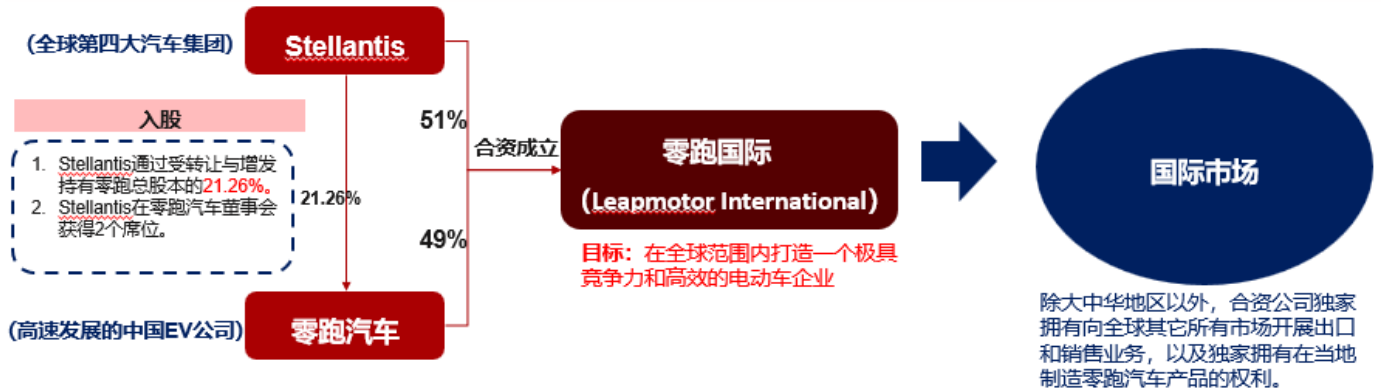 (全球第四大汽车集团)
Stellantis
入股
1. Stellantis通过受转让与增发
持有零跑总股本的21.26%。
2. Stellantis在零跑汽车董事会
获得2个席位。
21.26%
51%
49%
合资成立
(高速发展的中国EV公司)
零跑汽车
零跑国际
（Leapmotor International）
目标：在全球范围内打造一个极具
竞争力和高效的电动车企业
国际市场
除大中华地区以外，合资公司独家
拥有向全球其它所有市场开展出口
和销售业务，以及独家拥有在当地
制造零跑汽车产品的权利。